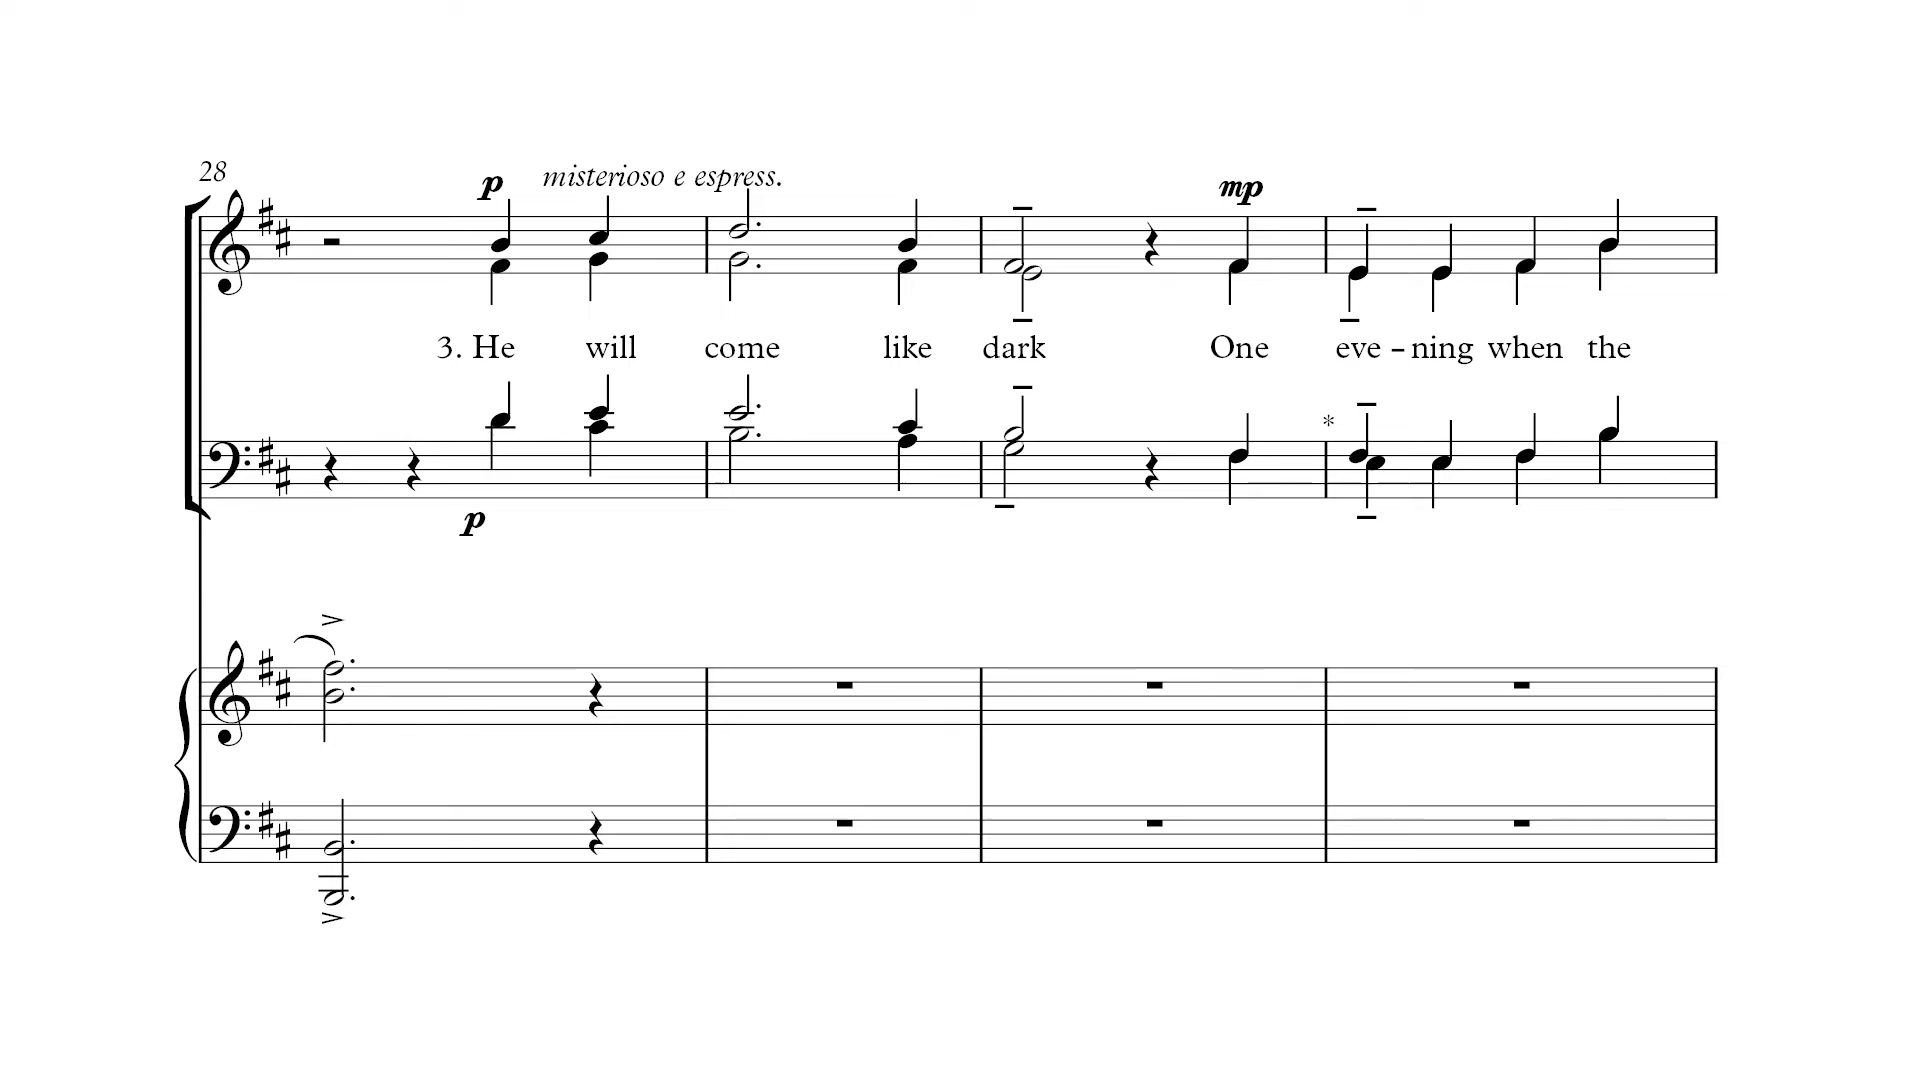 28
p misterioso e espress. mp
3. He will come like dark One eve - ning when the
*
p